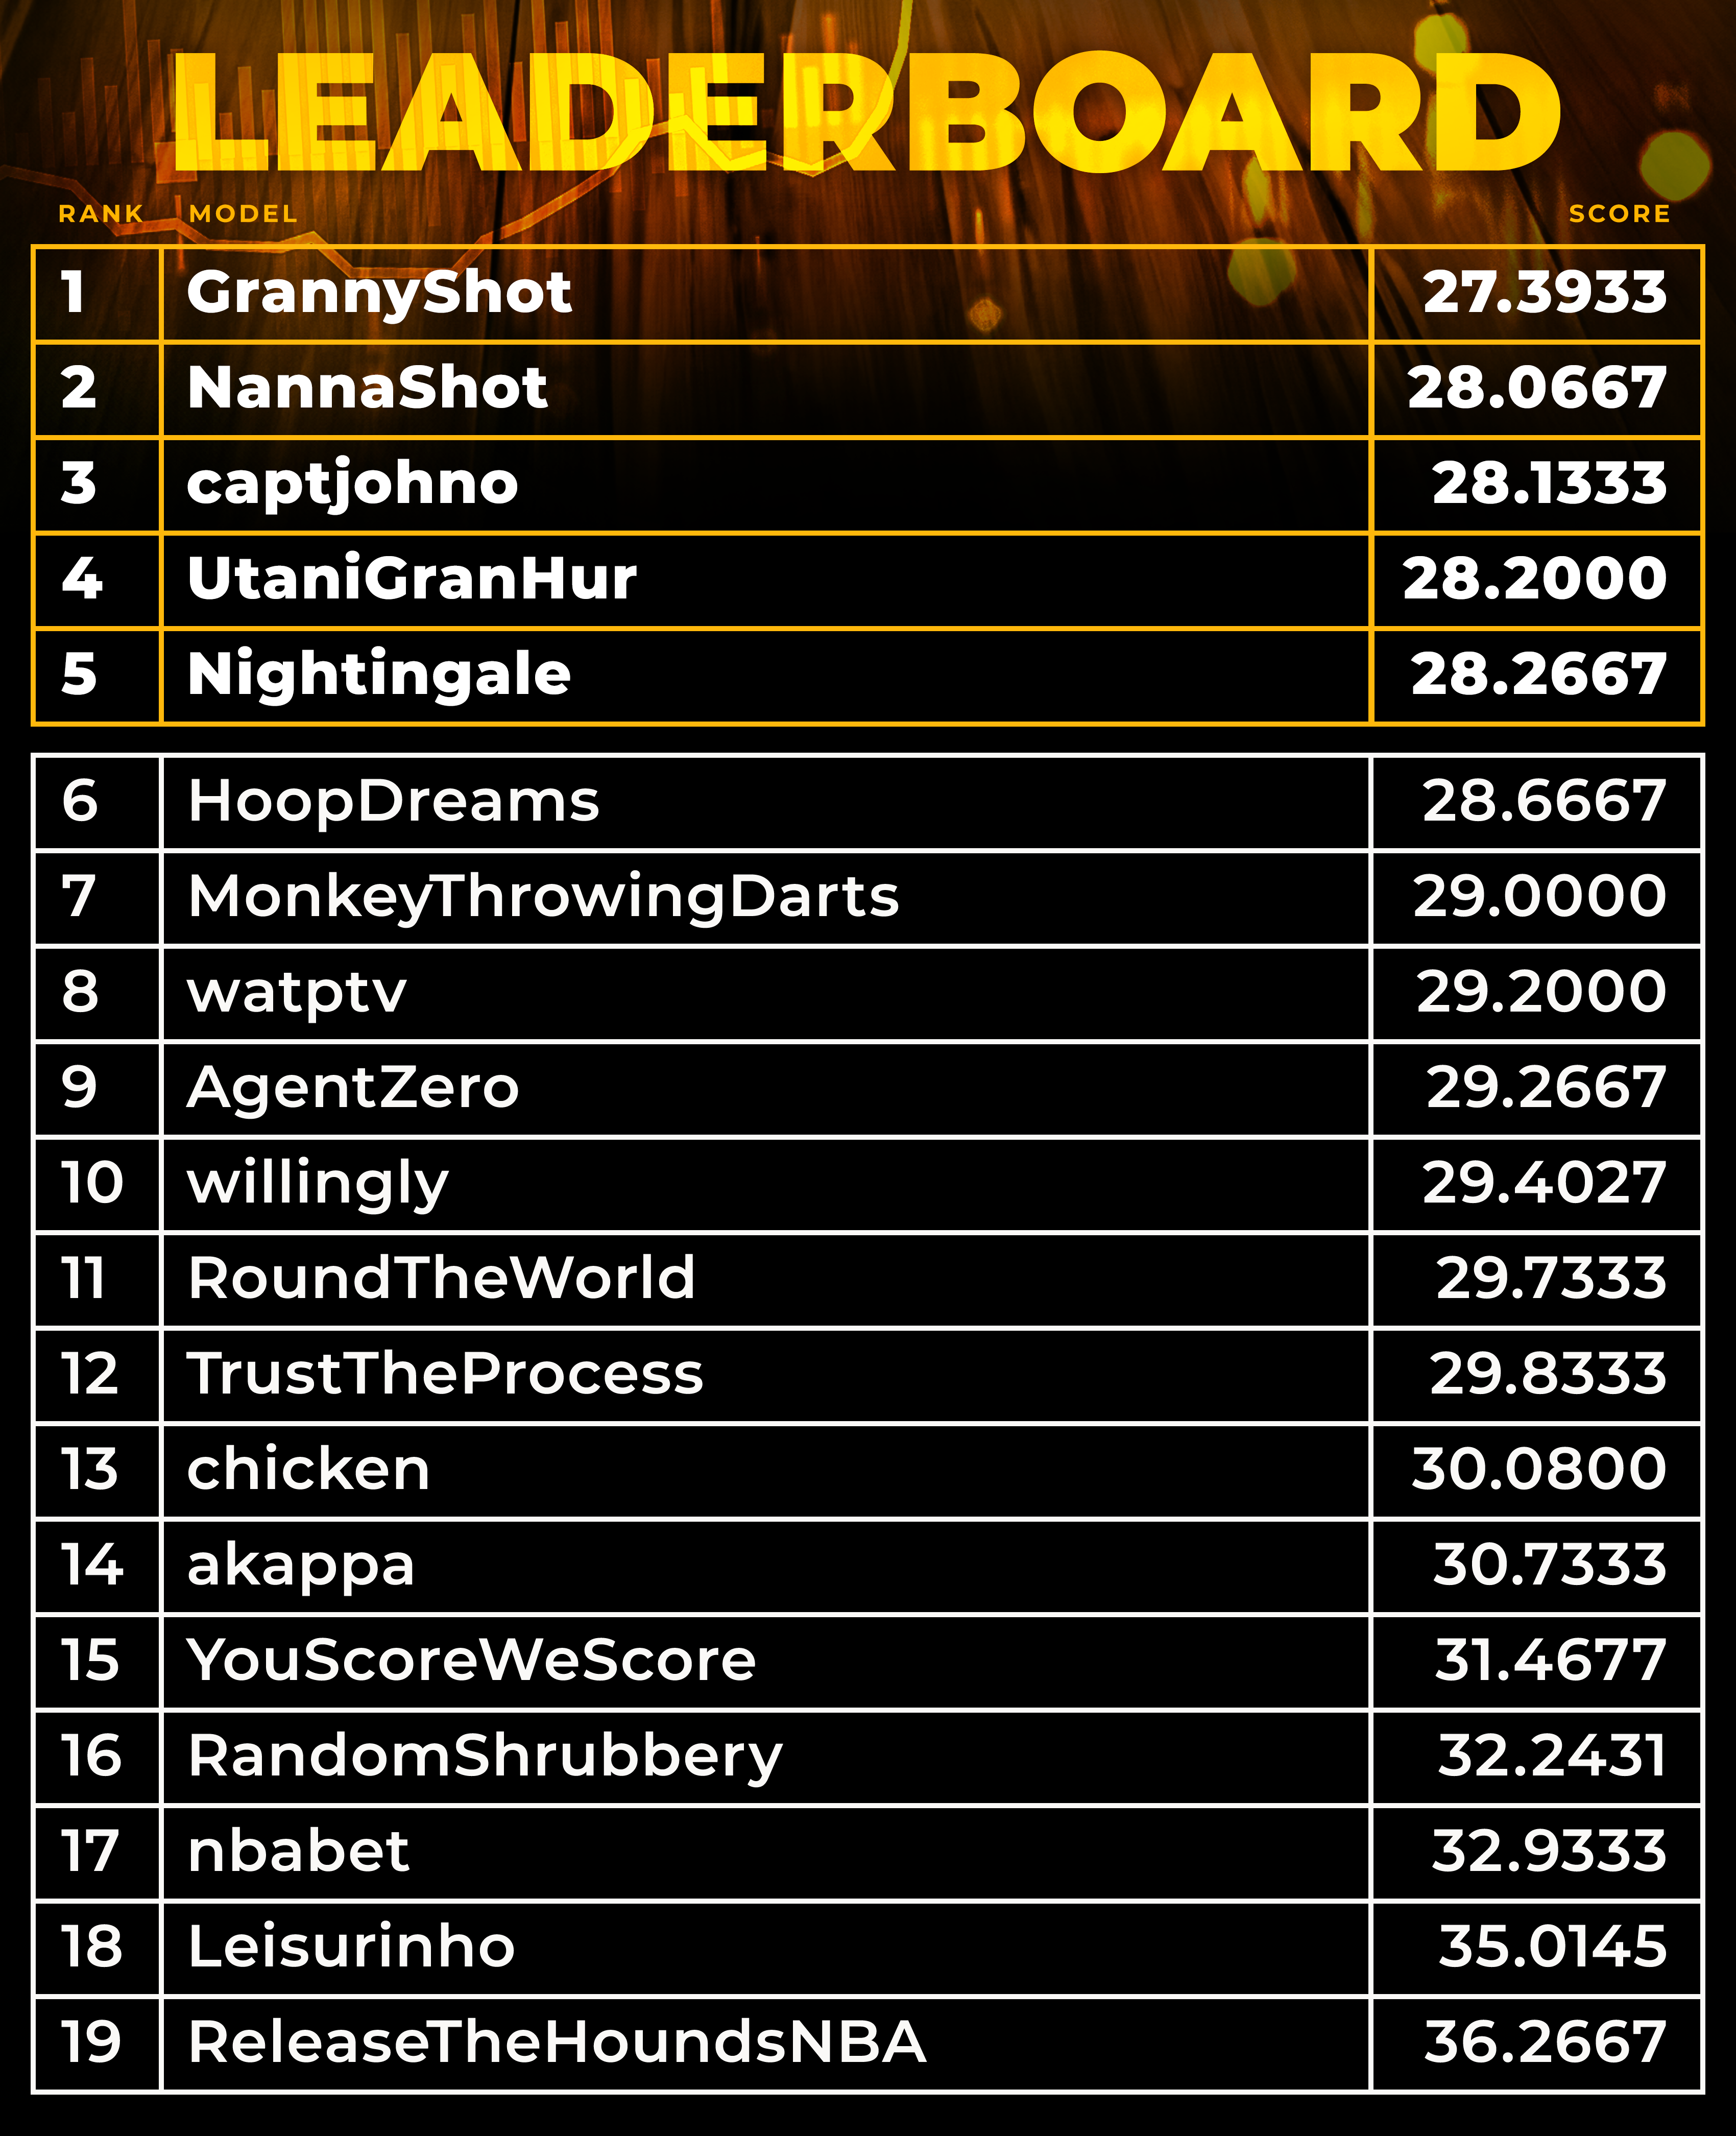 LEADERBOARD
RANK MODEL SCORE
1 GrannyShot 27.3933
2 NannaShot 28.0667
3 captjohno 28.1333
4 UtaniGranHur 28.2000
5 Nightingale 28.2667
6 HoopDreams 28.6667
7 MonkeyThrowingDarts 29.0000
8 watptv 29.2000
9 AgentZero 29.2667
10 willingly 29.4027
11 RoundTheWorld 29.7333
12 TrustTheProcess 29.8333
13 chicken 30.0800
14 akappa 30.7333
15 YouScoreWeScore 31.4677
16 RandomShrubbery 32.2431
17 nbabet 32.9333
18 Leisurinho 35.0145
19 ReleaseTheHoundsNBA 36.2667